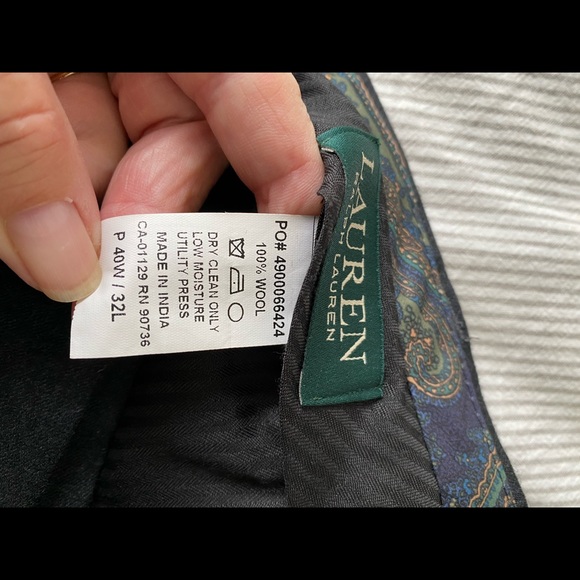 LAUREN
RALPH LAUREN
PO# 4900066424
100% WOOL
DRY CLEAN ONLY
LOW MOISTURE
UTILITY PRESS
MADE IN INDIA
CA-01129 RN 90736
P 40W / 32L